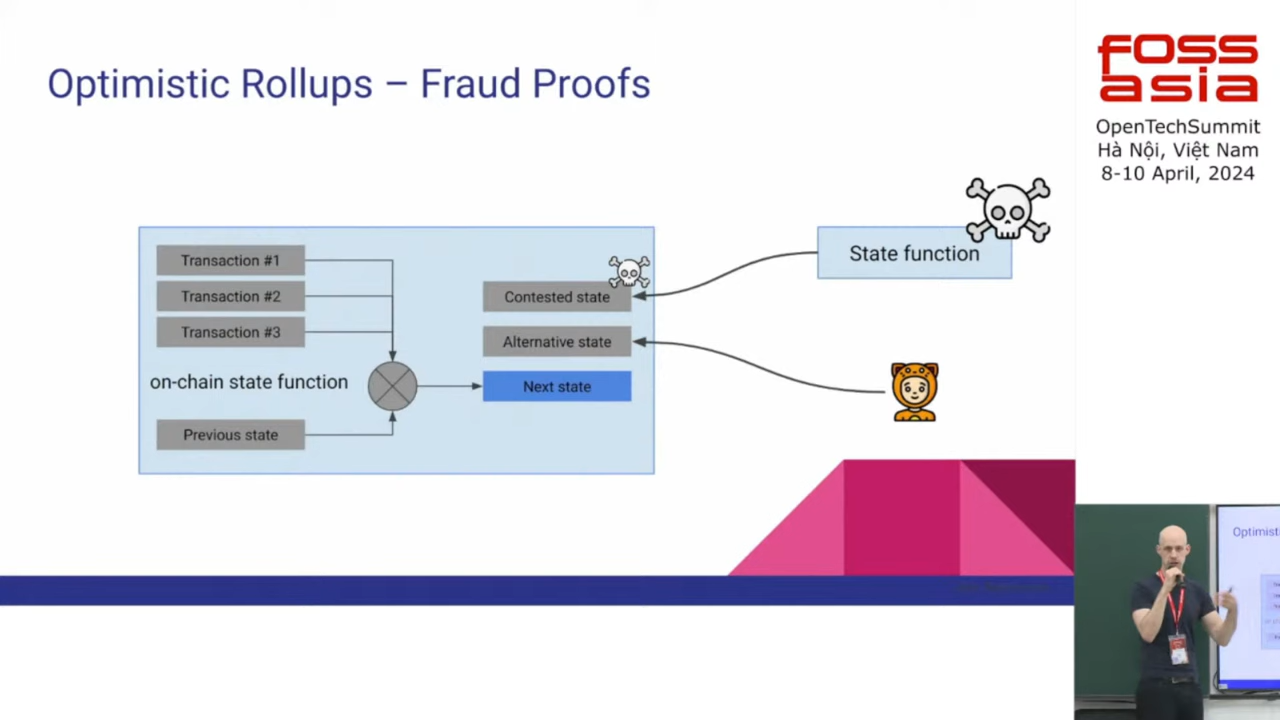 Optimistic Rollups – Fraud Proofs
Transaction #1
Transaction #2
Transaction #3
on-chain state function
Previous state
Contested state
Alternative state
Next state
State function
FOSS
asia
OpenTechSummit
Hà Nội, Việt Nam
8-10 April, 2024